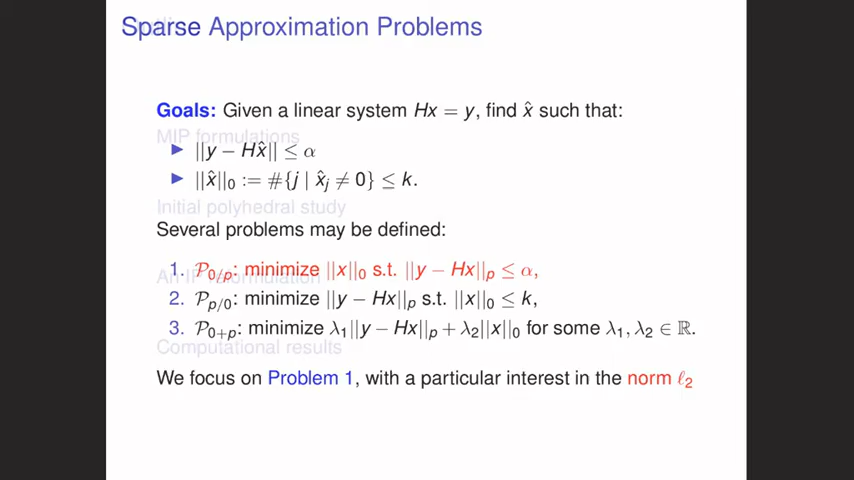 Sparse Approximation Problems
Goals: Given a linear system Hx = y, find x̂ such that:
MIP formulations
▶ ||y − Hx̂|| ≤ α
▶ ||x̂||₀ := #{j | x̂ⱼ ≠ 0} ≤ k.
Initial polyhedral study
Several problems may be defined:
1. 𝒫₀/ₚ: minimize ||x||₀ s.t. ||y − Hx||ₚ ≤ α,
2. 𝒫ₚ/₀: minimize ||y − Hx||ₚ s.t. ||x||₀ ≤ k,
3. 𝒫₀₊ₚ: minimize λ₁||y − Hx||ₚ + λ₂||x||₀ for some λ₁, λ₂ ∈ ℝ.
Computational results
We focus on Problem 1, with a particular interest in the norm ℓ₂